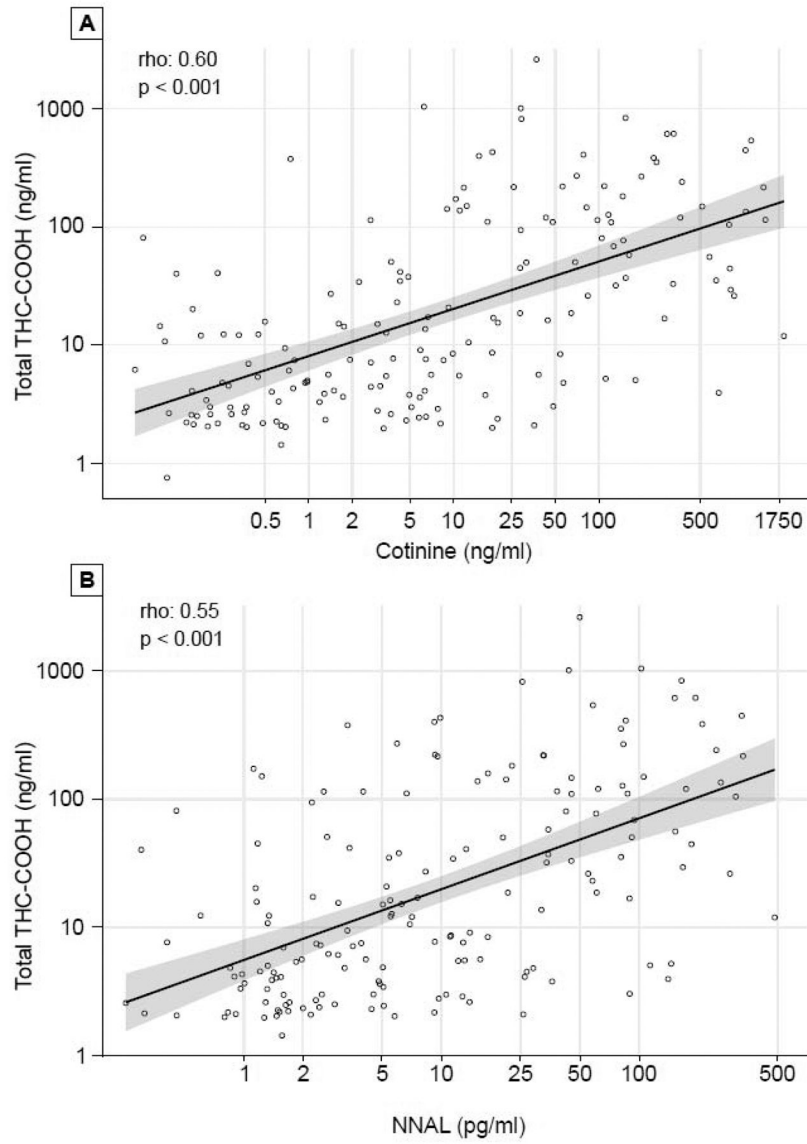 A
rho: 0.60
p < 0.001
Total THC-COOH (ng/ml)
1000
100
10
1
0.5 1 2 5 10 25 50 100 500 1750
Cotinine (ng/ml)
B
rho: 0.55
p < 0.001
Total THC-COOH (ng/ml)
1000
100
10
1
1 2 5 10 25 50 100 500
NNAL (pg/ml)